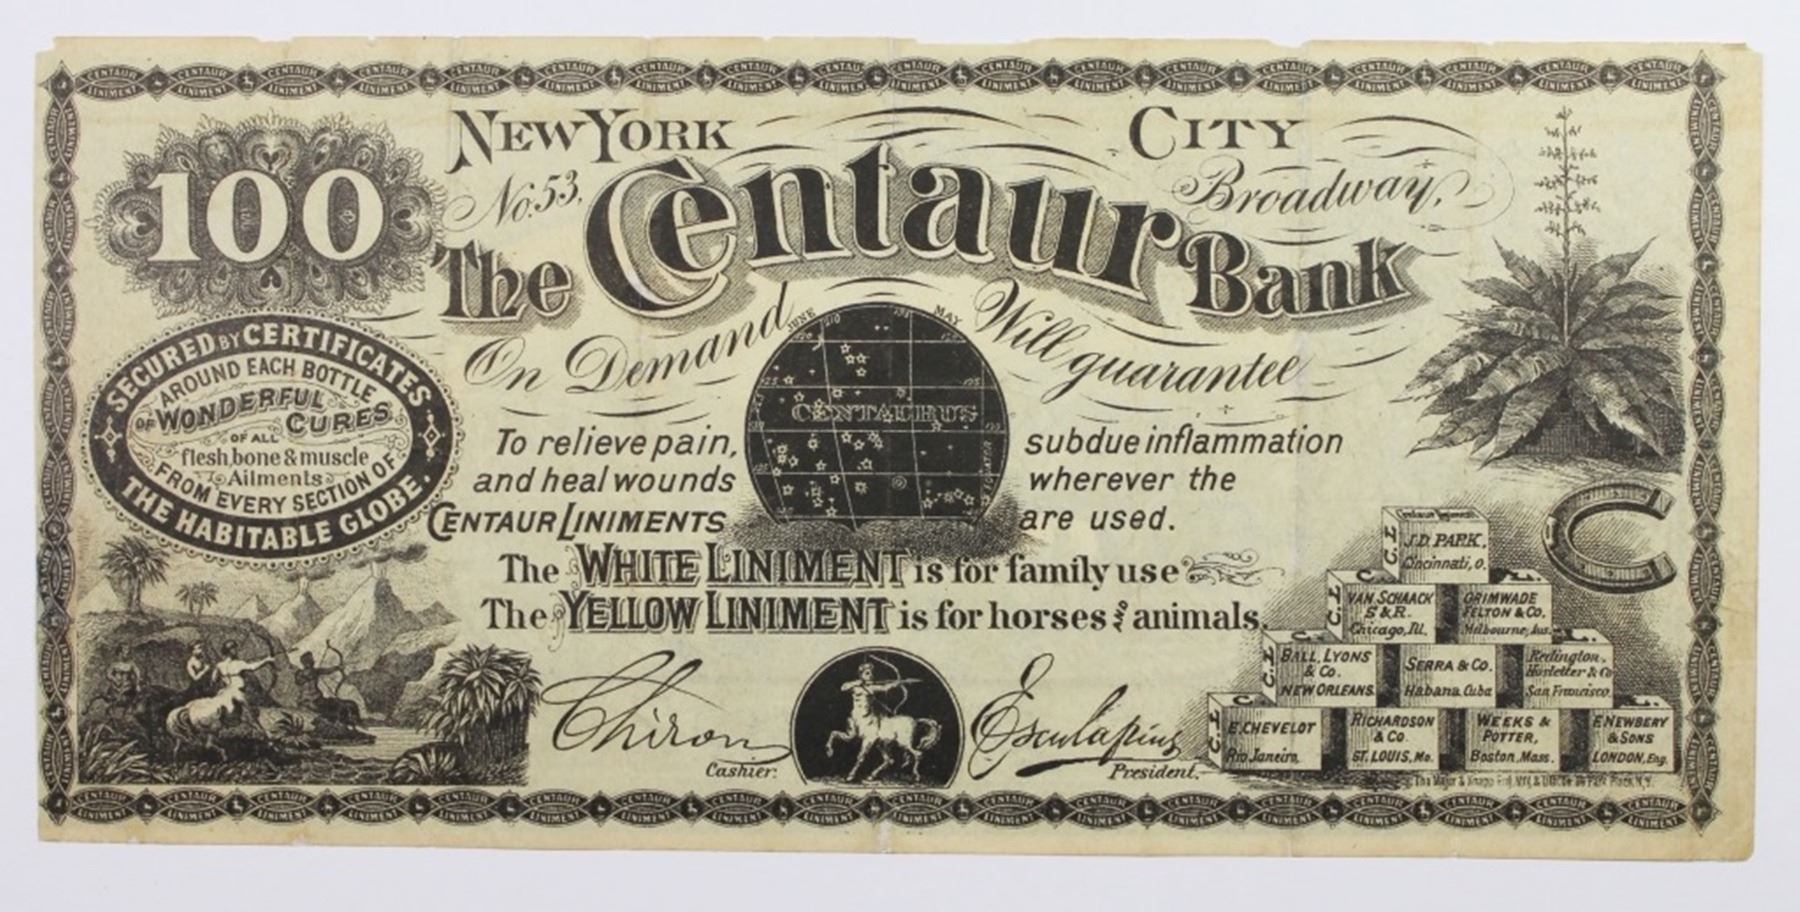 NEW YORK CITY
No. 53, Broadway,
100
The Centaur Bank
On Demand Will guarantee
JUNE MAY
CENTAURUS
SECURED BY CERTIFICATES
AROUND EACH BOTTLE
OF WONDERFUL CURES
OF ALL
flesh, bone & muscle
Ailments
FROM EVERY SECTION OF
THE HABITABLE GLOBE.
To relieve pain, subdue inflammation
and heal wounds wherever the
CENTAUR LINIMENTS are used.
The WHITE LINIMENT is for family use
The YELLOW LINIMENT is for horses AND animals.
Chiron
Cashier.
Esculapius
President.
Centaur Liniments
C.L.
J.D. PARK,
Cincinnati, O.
C.L.
VAN. SCHAACK
S. & R.
Chicago, Ill.
GRIMWADE
FELTON & CO.
Melbourne, Aus.
C.L.
BALL, LYONS
& Co.
NEW ORLEANS.
SERRA & Co.
Habana Cuba
Redington,
Hostetter & Co
San Francisco.
C.L.
E. CHEVELOT
Rio Janeiro,
RICHARDSON
& CO.
ST. LOUIS, Mo.
WEEKS &
POTTER,
Boston, Mass.
F. NEWBERY
& SONS
LONDON, Eng.
CENTAUR LINIMENT